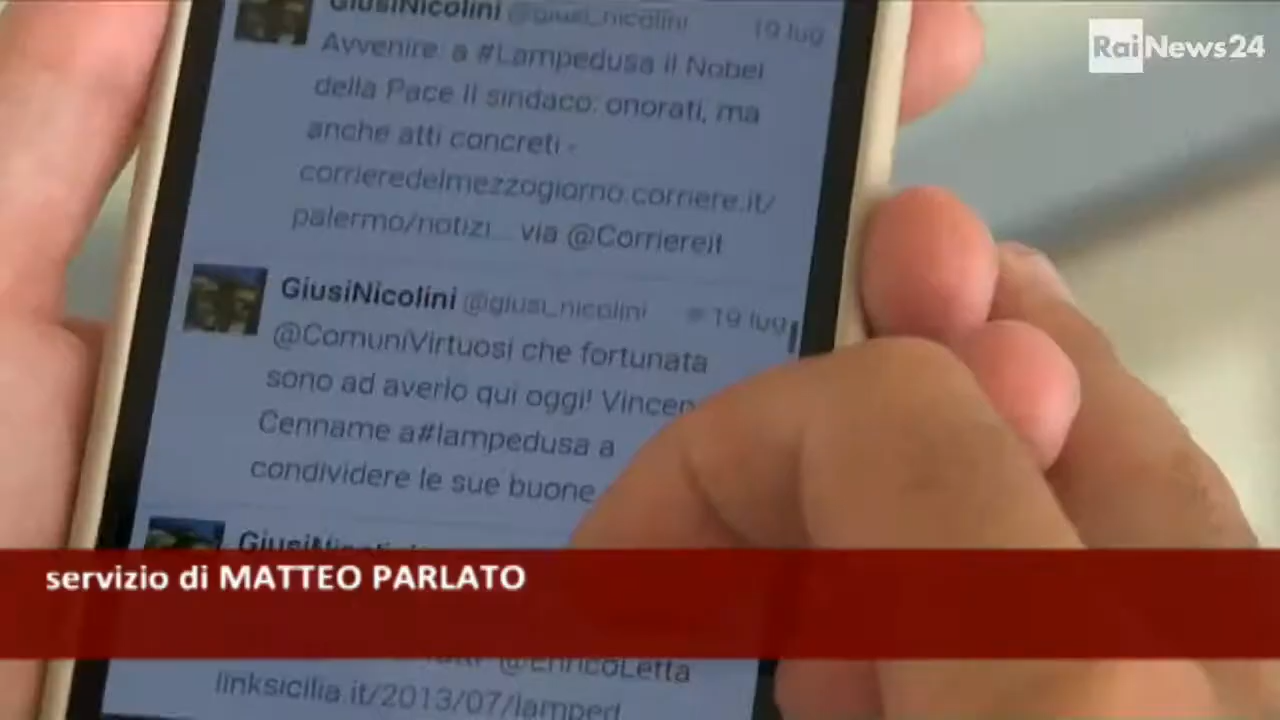 GiusiNicolini @giusi_nicolini 19 lug
RaiNews24
Avvenire: a #Lampedusa il Nobel
della Pace Il sindaco: onorati, ma
anche atti concreti -
corrieredelmezzogiorno.corriere.it/
palermo/notizi... via @Corriereit
GiusiNicolini @giusi_nicolini 19 lug
@ComuniVirtuosi che fortunata
sono ad averlo qui oggi! Vincen
Cenname a#lampedusa a
condividere le sue buone
servizio di MATTEO PARLATO
@EnricoLetta
linksicilia.it/2013/07/lamped